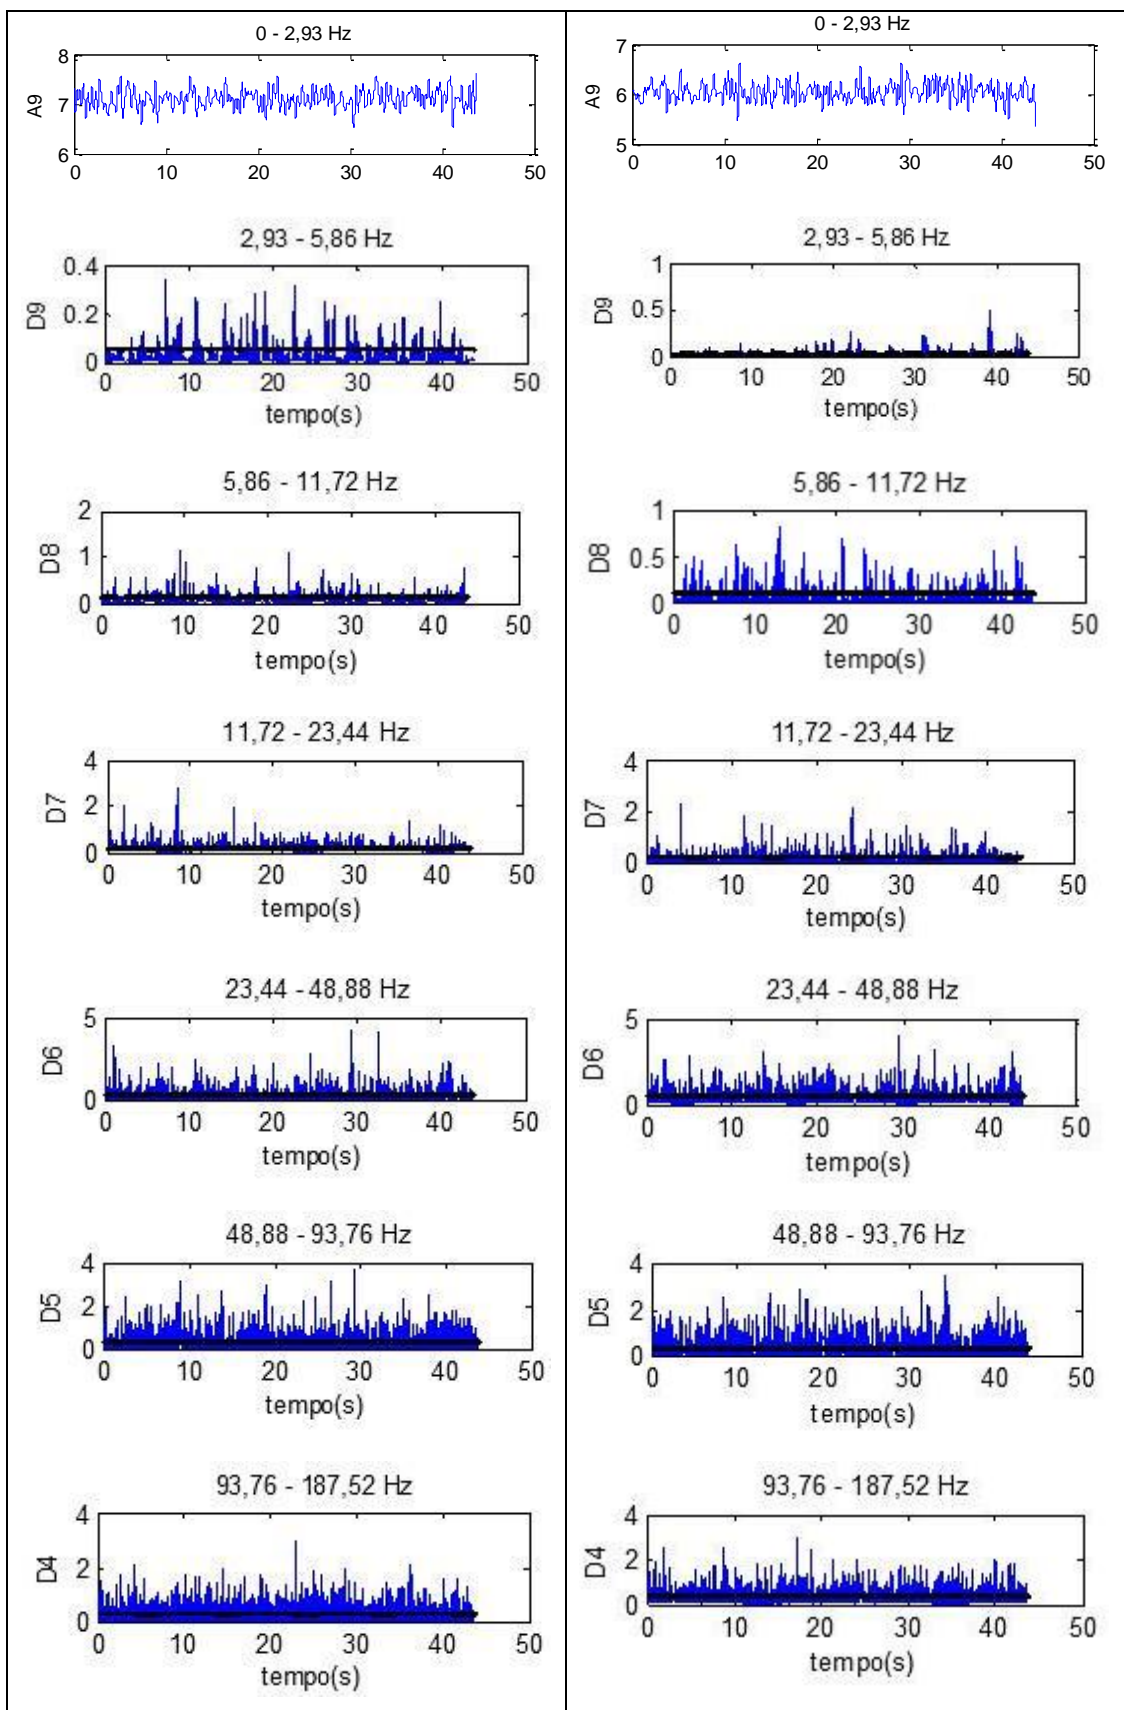 0 - 2,93 Hz
8
7
6
A9
0 10 20 30 40 50
2,93 - 5,86 Hz
0.4
0.2
0
D9
0 10 20 30 40 50
tempo(s)
5,86 - 11,72 Hz
2
1
0
D8
0 10 20 30 40 50
tempo(s)
11,72 - 23,44 Hz
4
2
0
D7
0 10 20 30 40 50
tempo(s)
23,44 - 48,88 Hz
5
0
D6
0 10 20 30 40 50
tempo(s)
48,88 - 93,76 Hz
4
2
0
D5
0 10 20 30 40 50
tempo(s)
93,76 - 187,52 Hz
4
2
0
D4
0 10 20 30 40 50
tempo(s)
0 - 2,93 Hz
7
6
5
A9
0 10 20 30 40 50
2,93 - 5,86 Hz
1
0.5
0
D9
0 10 20 30 40 50
tempo(s)
5,86 - 11,72 Hz
1
0.5
0
D8
0 10 20 30 40 50
tempo(s)
11,72 - 23,44 Hz
4
2
0
D7
0 10 20 30 40 50
tempo(s)
23,44 - 48,88 Hz
5
0
D6
0 10 20 30 40 50
tempo(s)
48,88 - 93,76 Hz
4
2
0
D5
0 10 20 30 40 50
tempo(s)
93,76 - 187,52 Hz
4
2
0
D4
0 10 20 30 40 50
tempo(s)